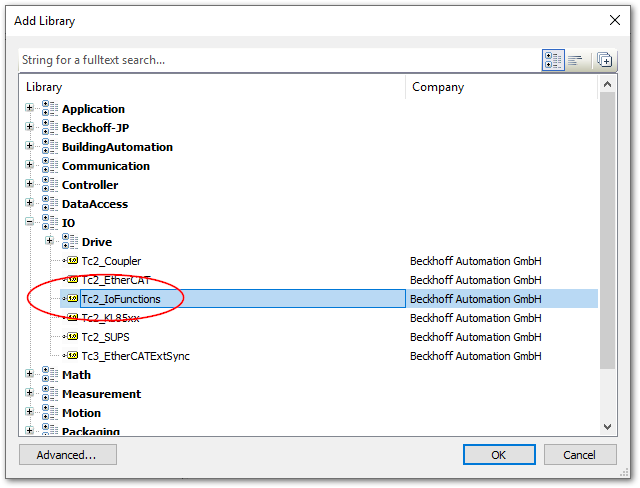 Add Library
String for a fulltext search...
Library Company
Application
Beckhoff-JP
BuildingAutomation
Communication
Controller
DataAccess
IO
Drive
Tc2_Coupler Beckhoff Automation GmbH
Tc2_EtherCAT Beckhoff Automation GmbH
Tc2_IoFunctions Beckhoff Automation GmbH
Tc2_KL85xx Beckhoff Automation GmbH
Tc2_SUPS Beckhoff Automation GmbH
Tc3_EtherCATExtSync Beckhoff Automation GmbH
Math
Measurement
Motion
Packaging
Advanced... OK Cancel